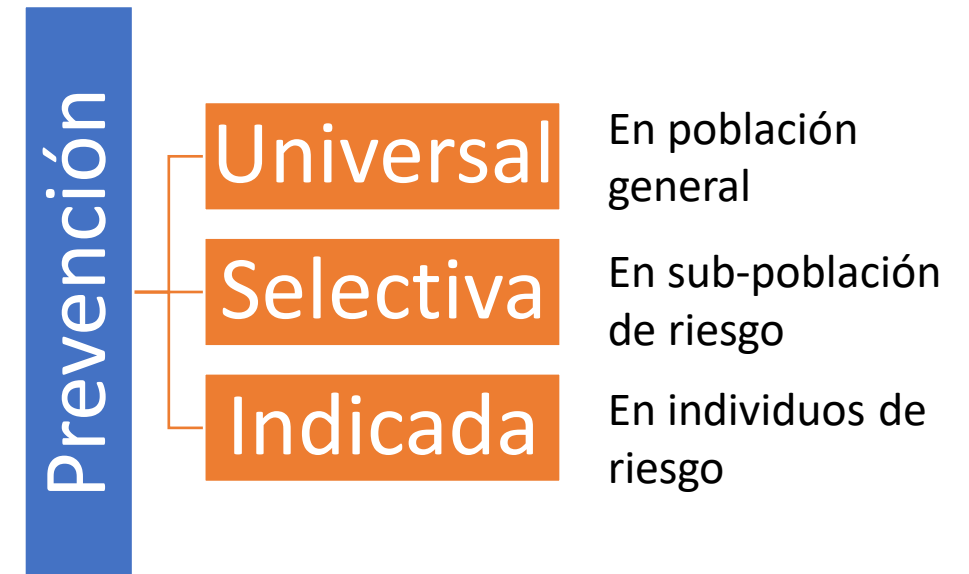 Prevención
Universal
En población
general
Selectiva
En sub-población
de riesgo
Indicada
En individuos de
riesgo